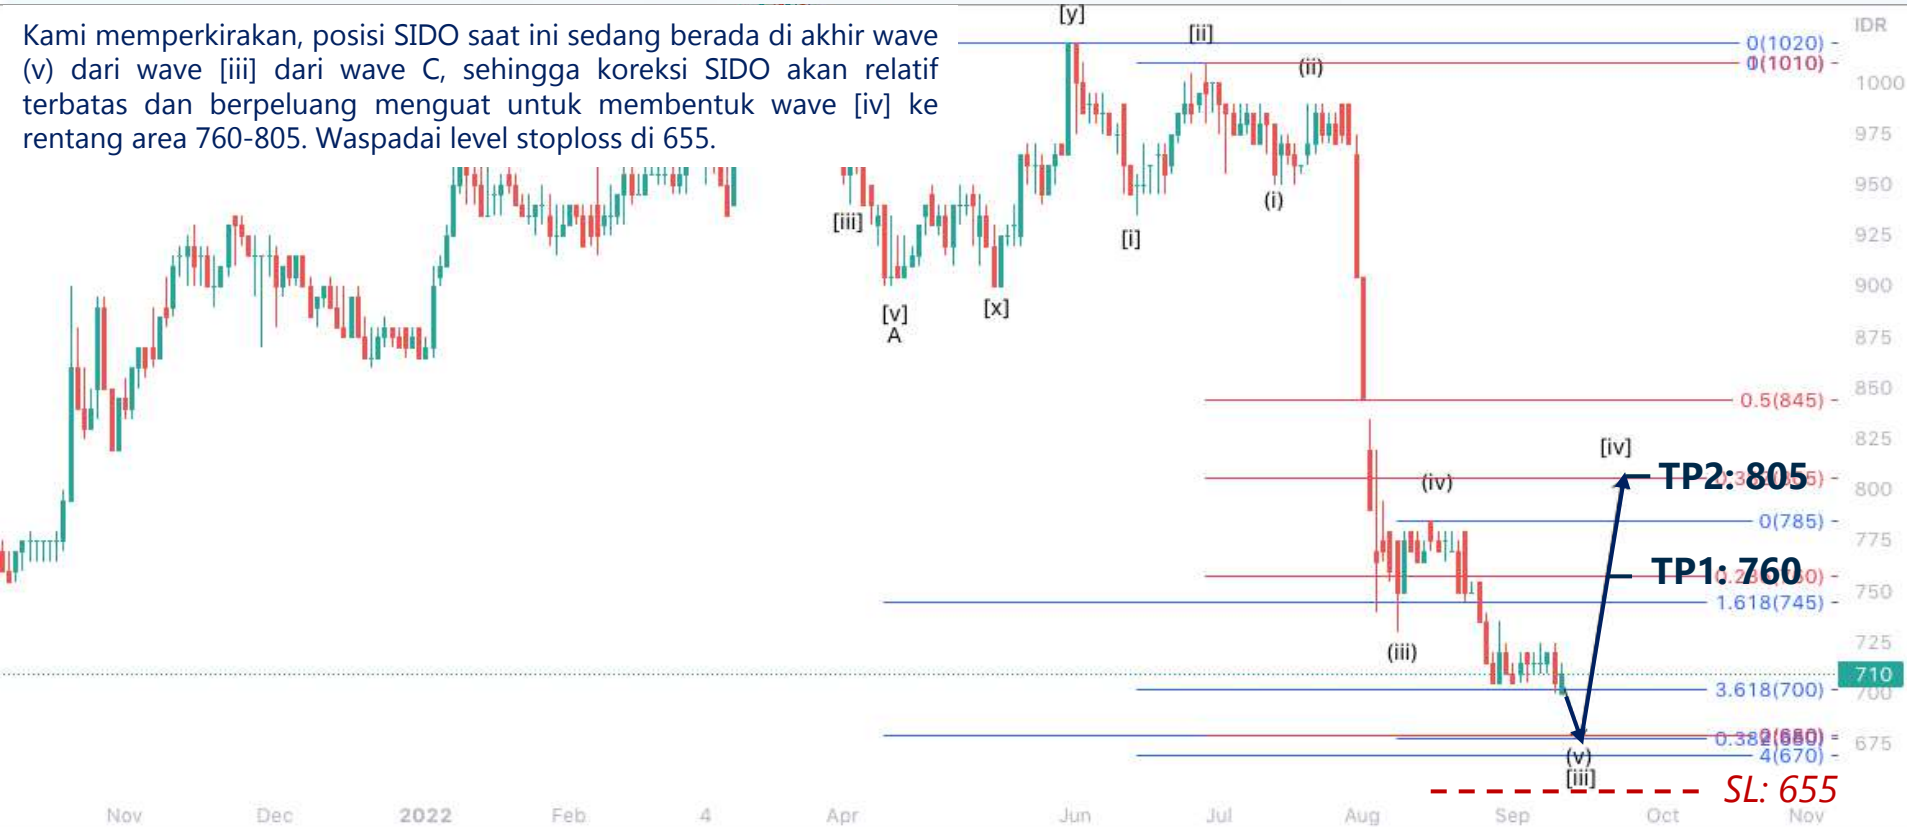 Kami memperkirakan, posisi SIDO saat ini sedang berada di akhir wave
(v) dari wave [iii] dari wave C, sehingga koreksi SIDO akan relatif
terbatas dan berpeluang menguat untuk membentuk wave [iv] ke
rentang area 760-805. Waspadai level stoploss di 655.
[y]
[ii]
(ii)
IDR
0(1020)
(1010)
1000
975
950
(i)
[iii]
925
[i]
900
[v]
A
[x]
875
850
0.5(845)
825
[iv]
TP2: 805
(iv)
800
0(785)
775
TP1: 760
750
1.618(745)
(iii)
725
710
700
3.618(700)
675
4(670)
(v)
[iii]
SL: 655
Nov
Dec
2022
Feb
4
Apr
Jun
Jul
Aug
Sep
Oct
Nov